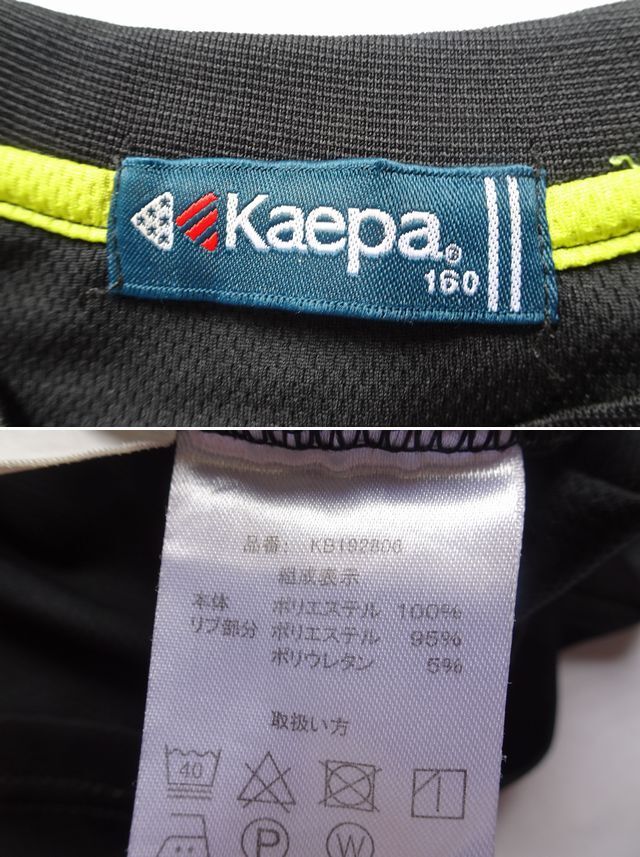 Kaepa®
160
品番: KB192806
組成表示
本体 ポリエステル 100%
リブ部分 ポリエステル 95%
ポリウレタン 5%
取扱い方
40
P
W